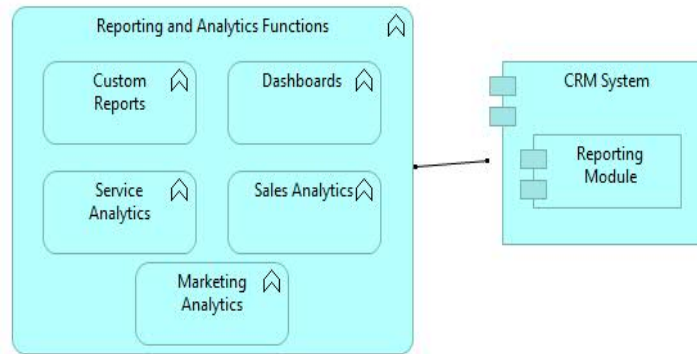 Reporting and Analytics Functions
Custom
Reports
Dashboards
Service
Analytics
Sales Analytics
Marketing
Analytics
CRM System
Reporting
Module